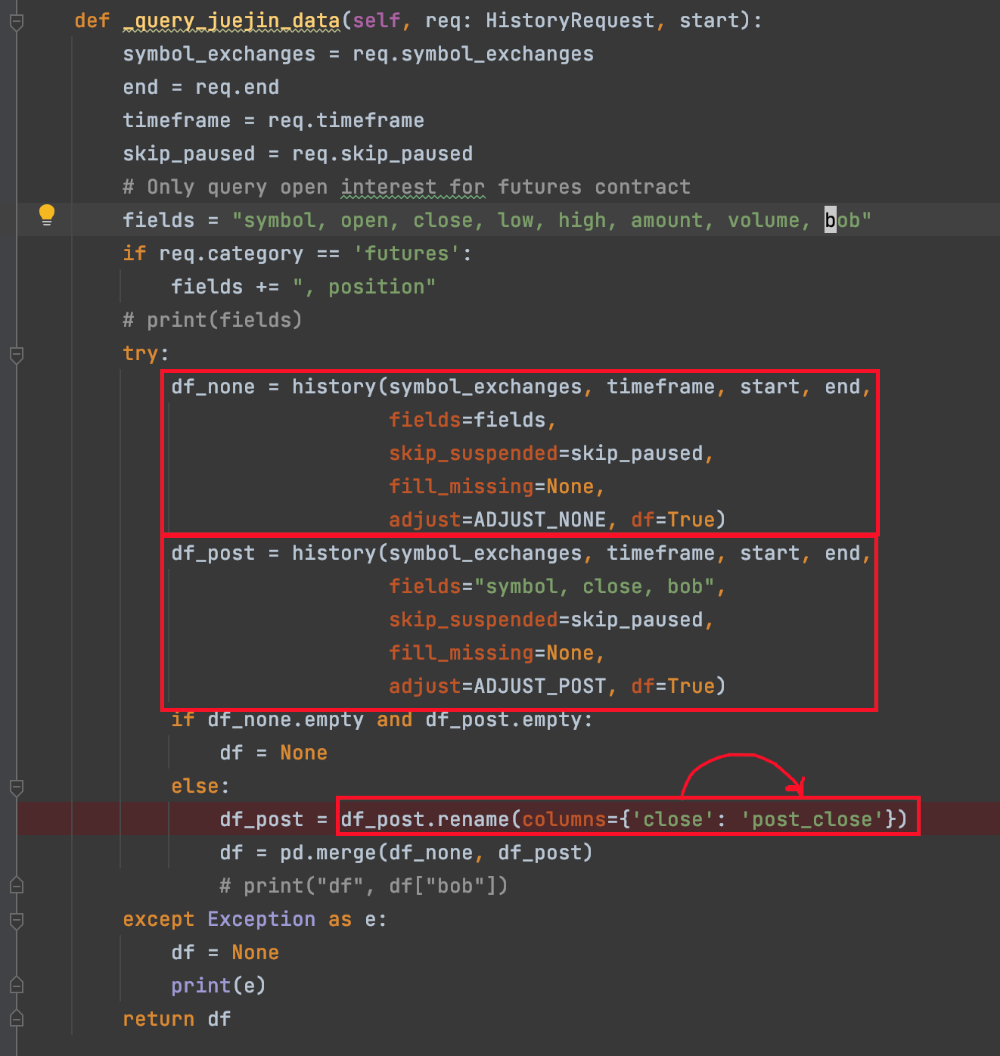 def _query_juejin_data(self, req: HistoryRequest, start):
    symbol_exchanges = req.symbol_exchanges
    end = req.end
    timeframe = req.timeframe
    skip_paused = req.skip_paused
    # Only query open interest for futures contract
    fields = "symbol, open, close, low, high, amount, volume, bob"
    if req.category == 'futures':
        fields += ", position"
    # print(fields)
    try:
        df_none = history(symbol_exchanges, timeframe, start, end,
                          fields=fields,
                          skip_suspended=skip_paused,
                          fill_missing=None,
                          adjust=ADJUST_NONE, df=True)
        df_post = history(symbol_exchanges, timeframe, start, end,
                          fields="symbol, close, bob",
                          skip_suspended=skip_paused,
                          fill_missing=None,
                          adjust=ADJUST_POST, df=True)
        if df_none.empty and df_post.empty:
            df = None
        else:
            df_post = df_post.rename(columns={'close': 'post_close'})
            df = pd.merge(df_none, df_post)
            # print("df", df["bob"])
    except Exception as e:
        df = None
        print(e)
    return df